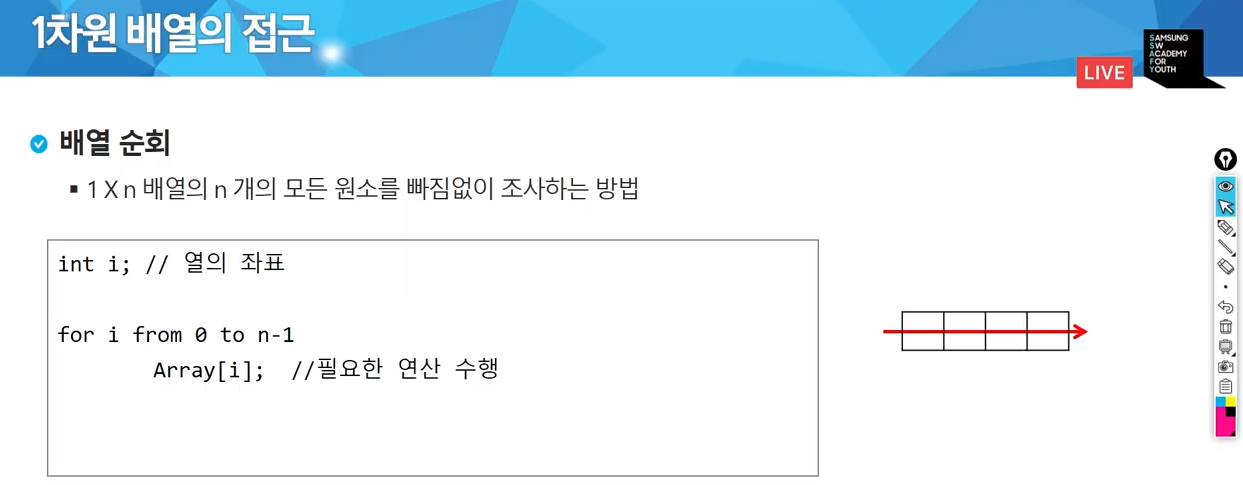 1차원 배열의 접근
LIVE
SAMSUNG
SW
ACADEMY
FOR
YOUTH
배열 순회
▪ 1 X n 배열의 n 개의 모든 원소를 빠짐없이 조사하는 방법
int i; // 열의 좌표
for i from 0 to n-1
Array[i]; //필요한 연산 수행